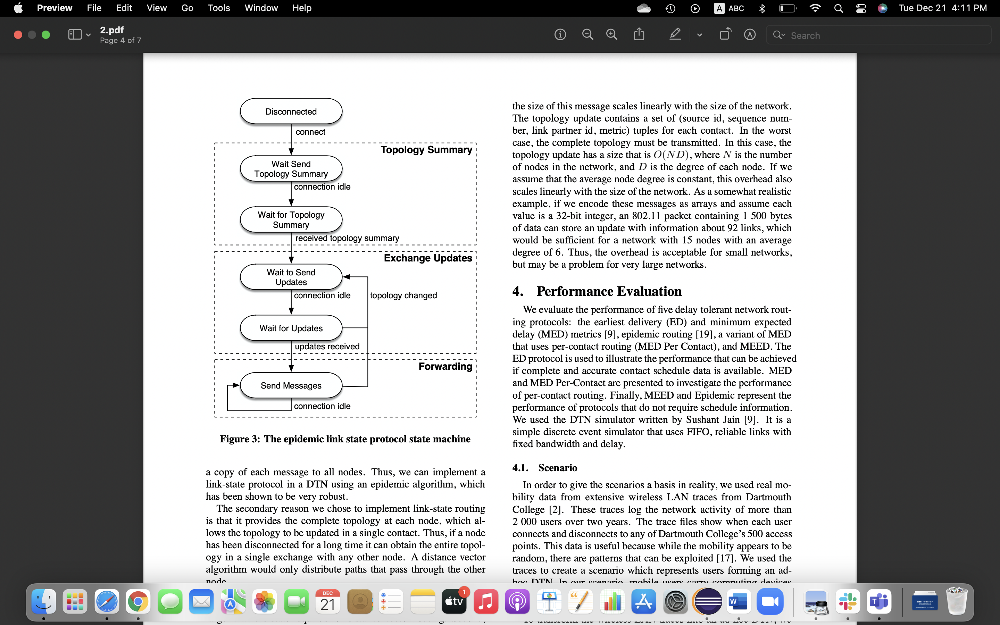 Preview File Edit View Go Tools Window Help
A ABC
Tue Dec 21 4:11 PM
2.pdf
Page 4 of 7
Search
Disconnected
connect
Topology Summary
Wait Send
Topology Summary
connection idle
Wait for Topology
Summary
received topology summary
Exchange Updates
Wait to Send
Updates
connection idle
topology changed
Wait for Updates
updates received
Forwarding
Send Messages
connection idle
Figure 3: The epidemic link state protocol state machine
a copy of each message to all nodes. Thus, we can implement a
link-state protocol in a DTN using an epidemic algorithm, which
has been shown to be very robust.
The secondary reason we chose to implement link-state routing
is that it provides the complete topology at each node, which al-
lows the topology to be updated in a single contact. Thus, if a node
has been disconnected for a long time it can obtain the entire topol-
ogy in a single exchange with any other node. A distance vector
algorithm would only distribute paths that pass through the other
node.
the size of this message scales linearly with the size of the network.
The topology update contains a set of (source id, sequence num-
ber, link partner id, metric) tuples for each contact. In the worst
case, the complete topology must be transmitted. In this case, the
topology update has a size that is O(ND), where N is the number
of nodes in the network, and D is the degree of each node. If we
assume that the average node degree is constant, this overhead also
scales linearly with the size of the network. As a somewhat realistic
example, if we encode these messages as arrays and assume each
value is a 32-bit integer, an 802.11 packet containing 1 500 bytes
of data can store an update with information about 92 links, which
would be sufficient for a network with 15 nodes with an average
degree of 6. Thus, the overhead is acceptable for small networks,
but may be a problem for very large networks.
4. Performance Evaluation
We evaluate the performance of five delay tolerant network rout-
ing protocols: the earliest delivery (ED) and minimum expected
delay (MED) metrics [9], epidemic routing [19], a variant of MED
that uses per-contact routing (MED Per Contact), and MEED. The
ED protocol is used to illustrate the performance that can be achieved
if complete and accurate contact schedule data is available. MED
and MED Per-Contact are presented to investigate the performance
of per-contact routing. Finally, MEED and Epidemic represent the
performance of protocols that do not require schedule information.
We used the DTN simulator written by Sushant Jain [9]. It is a
simple discrete event simulator that uses FIFO, reliable links with
fixed bandwidth and delay.
4.1. Scenario
In order to give the scenarios a basis in reality, we used real mo-
bility data from extensive wireless LAN traces from Dartmouth
College [2]. These traces log the network activity of more than
2 000 users over two years. The trace files show when each user
connects and disconnects to any of Dartmouth College's 500 access
points. This data is useful because while the mobility appears to be
random, there are patterns that can be exploited [17]. We used the
traces to create a scenario which represents users forming an ad-
hoc DTN. In our scenario, mobile users carry computing devices
DEC
21
tv
1
W
T